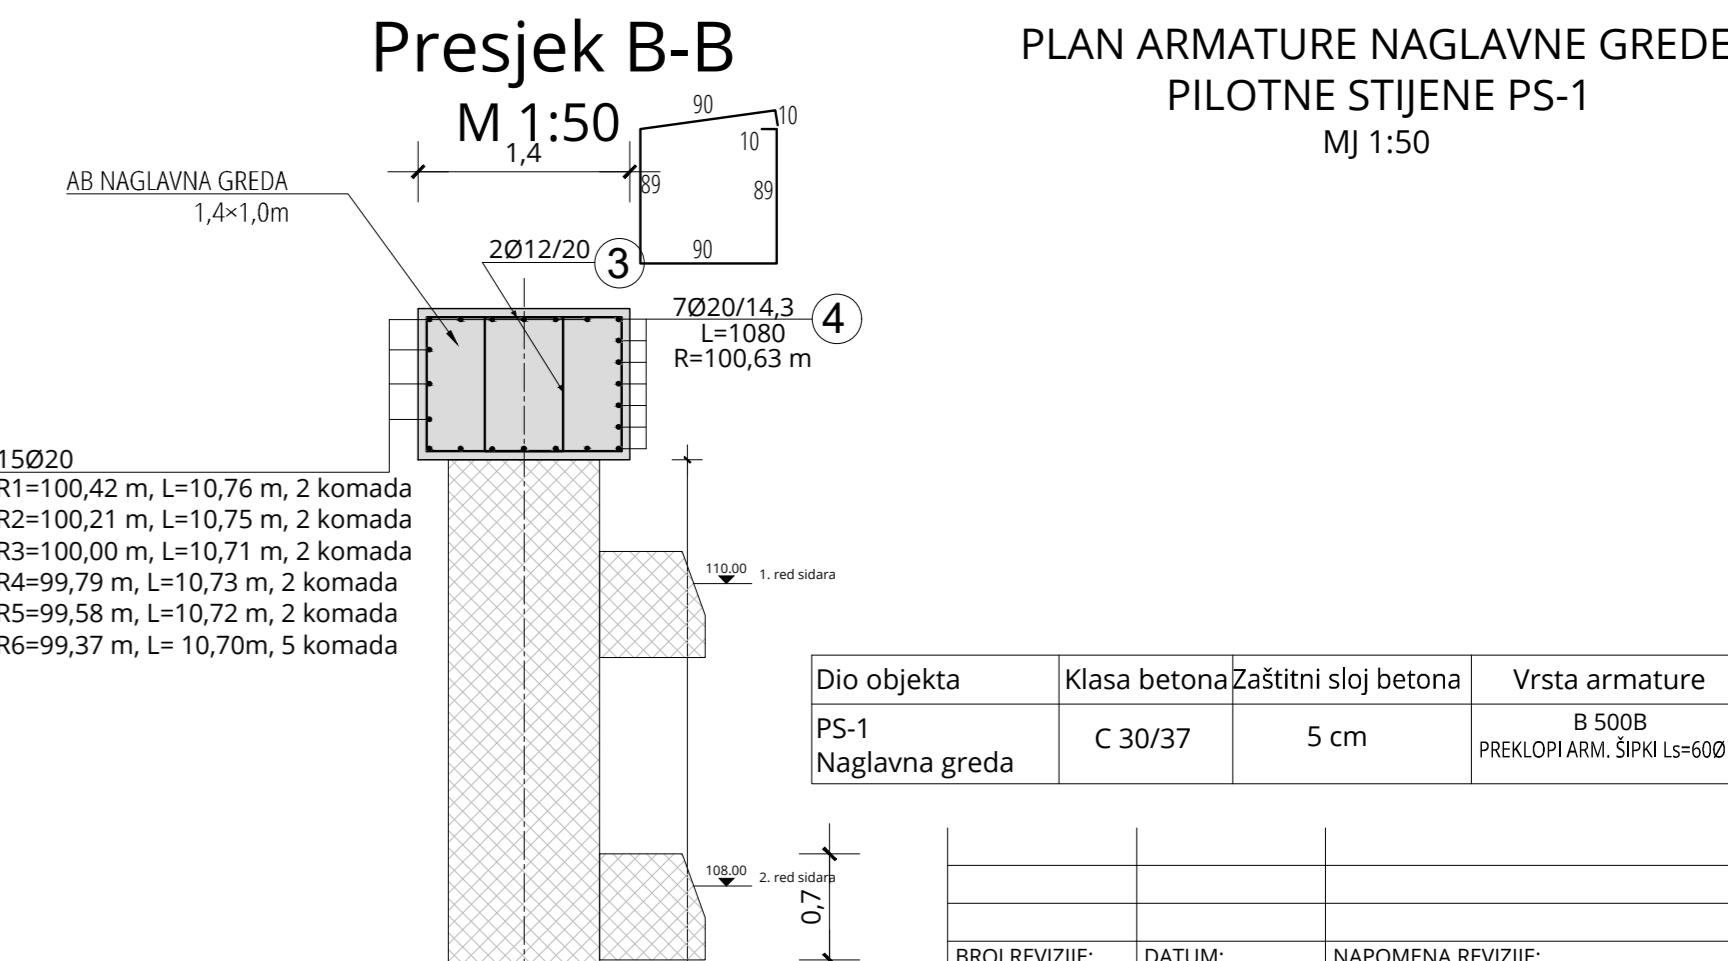 Presjek B-B
M 1:50
PLAN ARMATURE NAGLAVNE GREDE
PILOTNE STIJENE PS-1
MJ 1:50
90
10
10
1,4
89
89
90
AB NAGLAVNA GREDA
1,4×1,0m
2Ø12/20
3
7Ø20/14,3
4
L=1080
R=100,63 m
15Ø20
R1=100,42 m, L=10,76 m, 2 komada
R2=100,21 m, L=10,75 m, 2 komada
R3=100,00 m, L=10,71 m, 2 komada
R4=99,79 m, L=10,73 m, 2 komada
R5=99,58 m, L=10,72 m, 2 komada
R6=99,37 m, L= 10,70m, 5 komada
110.00 1. red sidara
Dio objekta Klasa betona Zaštitni sloj betona Vrsta armature
PS-1
Naglavna greda
C 30/37
5 cm
B 500B
PREKLOPI ARM. ŠIPKI Ls=60Ø
108.00 2. red sidara
0,7
BROJ REVIZIJE: DATUM: NAPOMENA REVIZIJE: